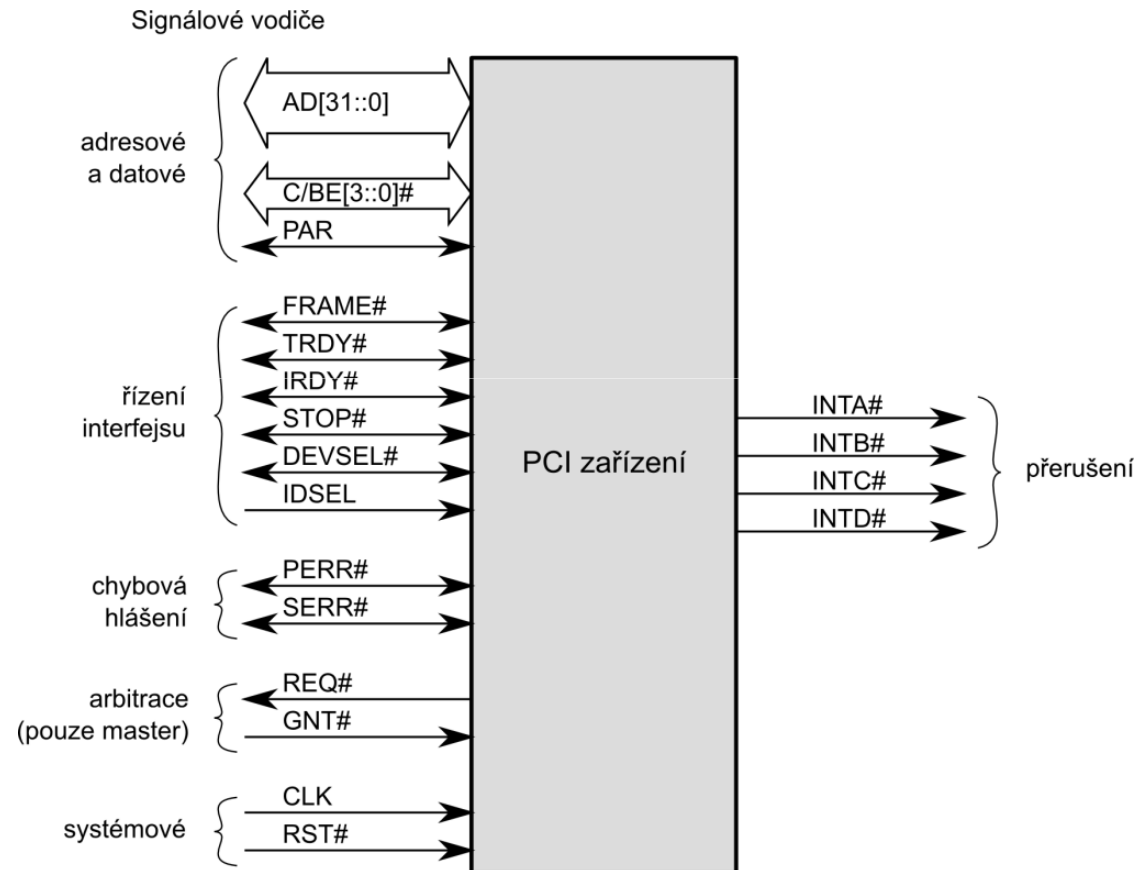 Signálové vodiče
adresové
a datové
AD[31::0]
C/BE[3::0]#
PAR
řízení
interfejsu
FRAME#
TRDY#
IRDY#
STOP#
DEVSEL#
IDSEL
chybová
hlášení
PERR#
SERR#
arbitrace
(pouze master)
REQ#
GNT#
systémové
CLK
RST#
PCI zařízení
INTA#
INTB#
INTC#
INTD#
přerušení